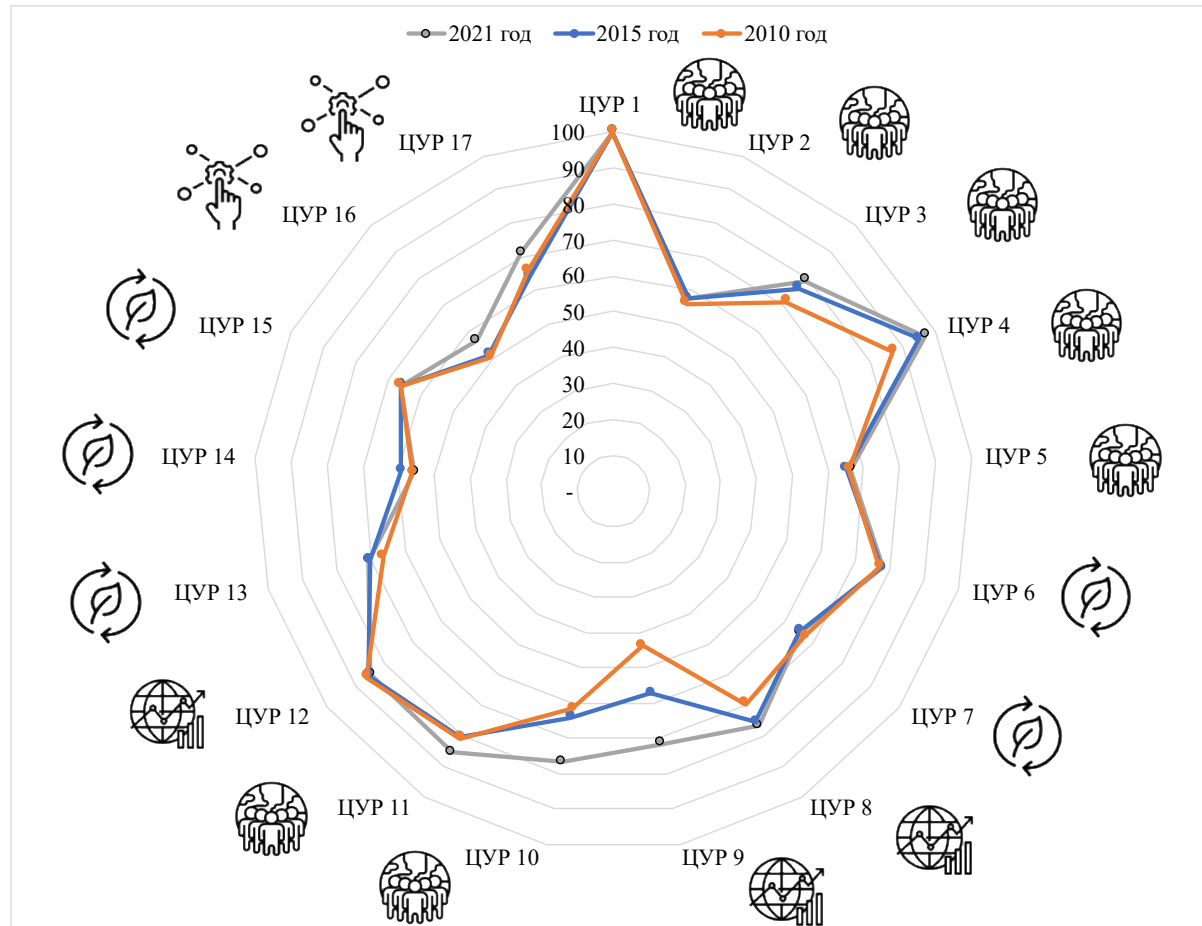 2021 год 2015 год 2010 год
ЦУР 1
ЦУР 2
ЦУР 3
ЦУР 4
ЦУР 5
ЦУР 6
ЦУР 7
ЦУР 8
ЦУР 9
ЦУР 10
ЦУР 11
ЦУР 12
ЦУР 13
ЦУР 14
ЦУР 15
ЦУР 16
ЦУР 17
100
90
80
70
60
50
40
30
20
10
-